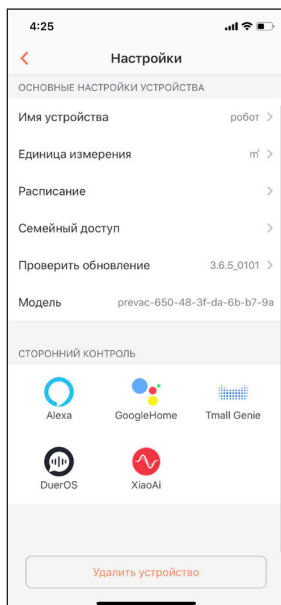 4:25
Настройки
ОСНОВНЫЕ НАСТРОЙКИ УСТРОЙСТВА
Имя устройства робот
Единица измерения ㎡
Расписание
Семейный доступ
Проверить обновление 3.6.5_0101
Модель prevac-650-48-3f-da-6b-b7-9a
СТОРОННИЙ КОНТРОЛЬ
Alexa GoogleHome Tmall Genie
DuerOS XiaoAi
Удалить устройство